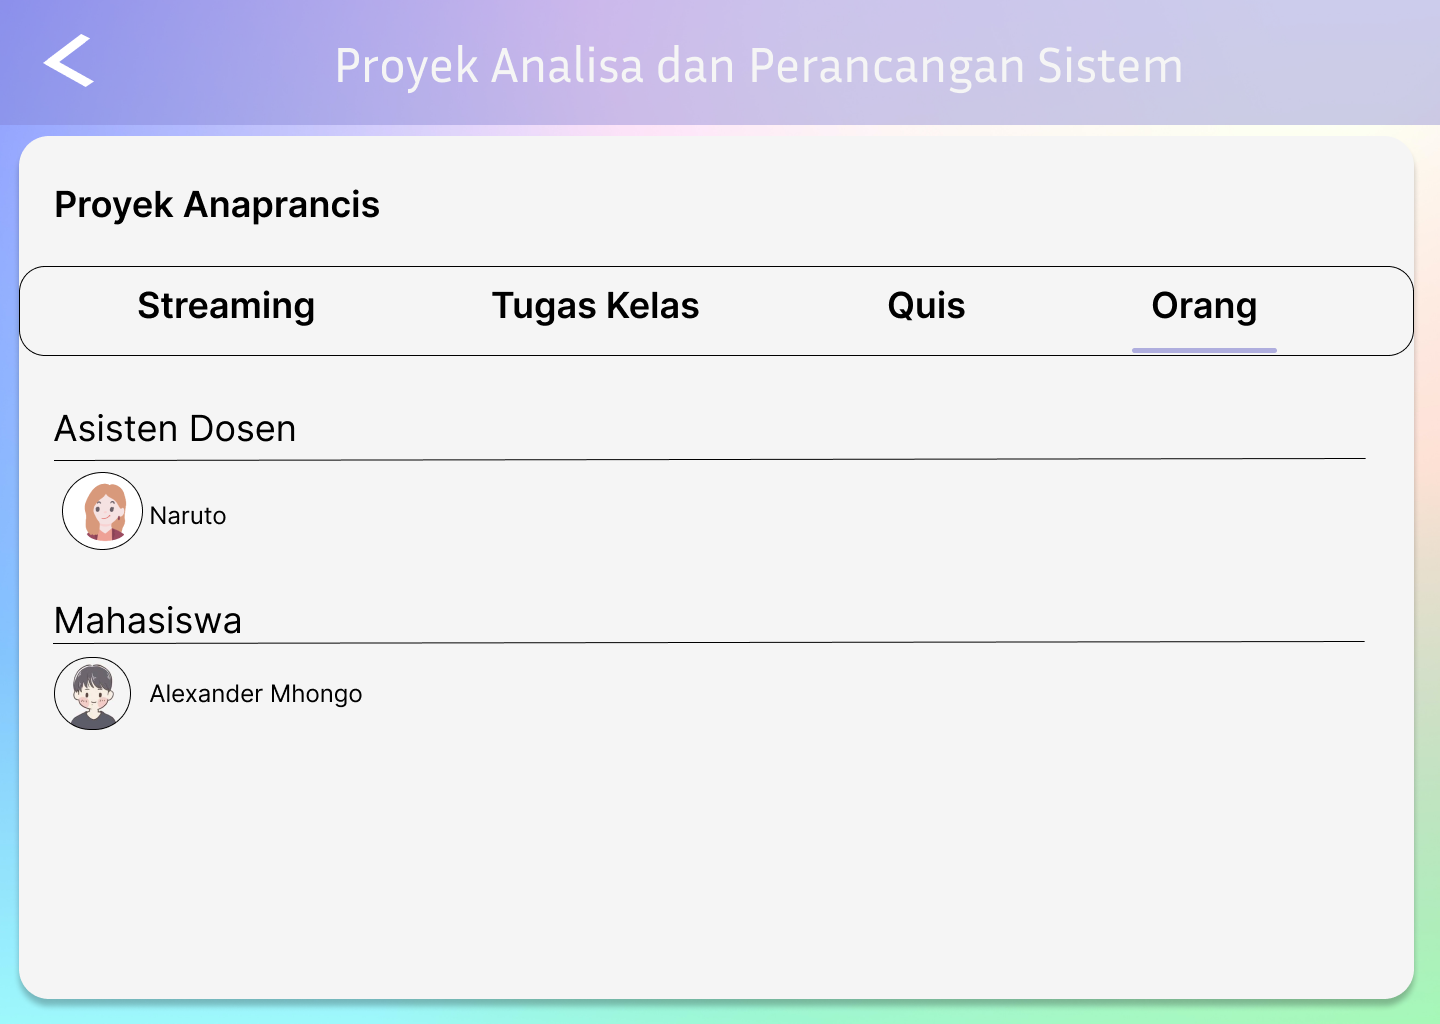 Proyek Analisa dan Perancangan Sistem
Proyek Anaprancis
Streaming Tugas Kelas Quis Orang
Asisten Dosen
Naruto
Mahasiswa
Alexander Mhongo